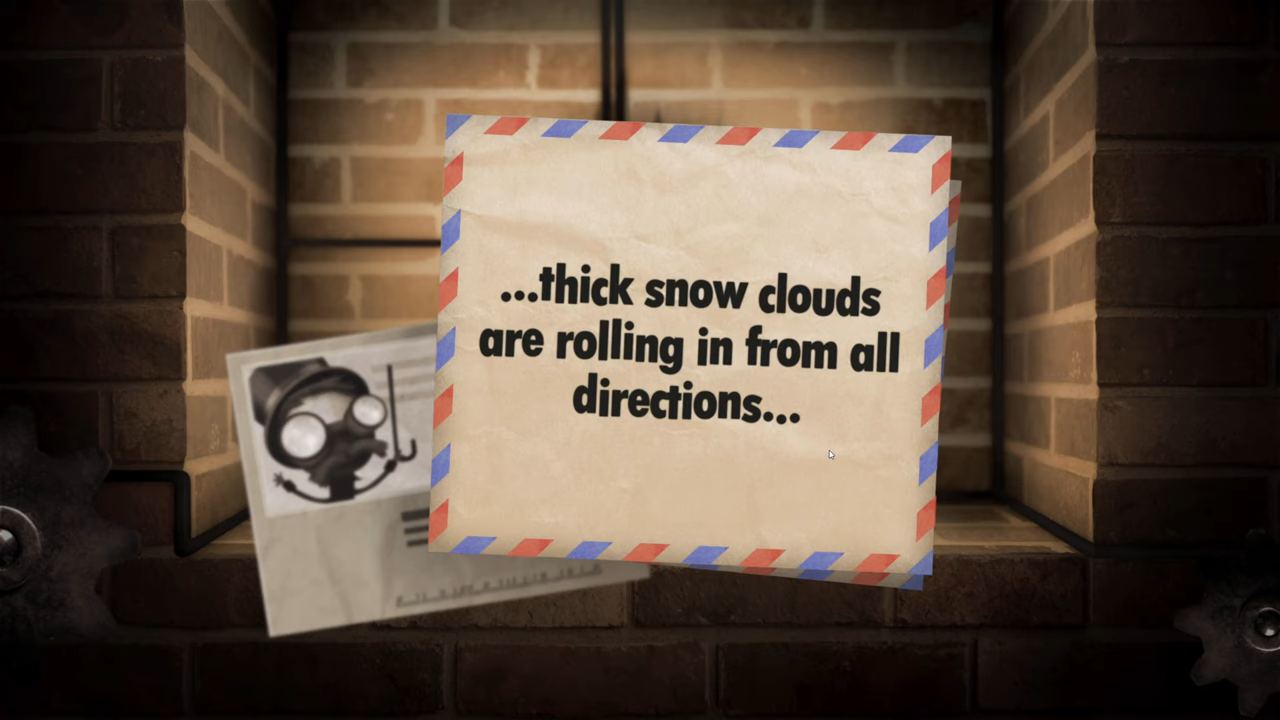 ...thick snow clouds
are rolling in from all
directions...